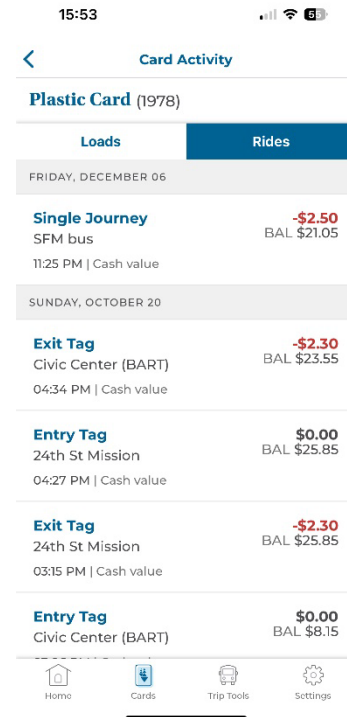 15:53
55
Card Activity
Plastic Card (1978)
Loads
Rides
FRIDAY, DECEMBER 06
Single Journey
-$2.50
SFM bus
BAL $21.05
11:25 PM | Cash value
SUNDAY, OCTOBER 20
Exit Tag
-$2.30
Civic Center (BART)
BAL $23.55
04:34 PM | Cash value
Entry Tag
$0.00
24th St Mission
BAL $25.85
04:27 PM | Cash value
Exit Tag
-$2.30
24th St Mission
BAL $25.85
03:15 PM | Cash value
Entry Tag
$0.00
Civic Center (BART)
BAL $8.15
Home
Cards
Trip Tools
Settings